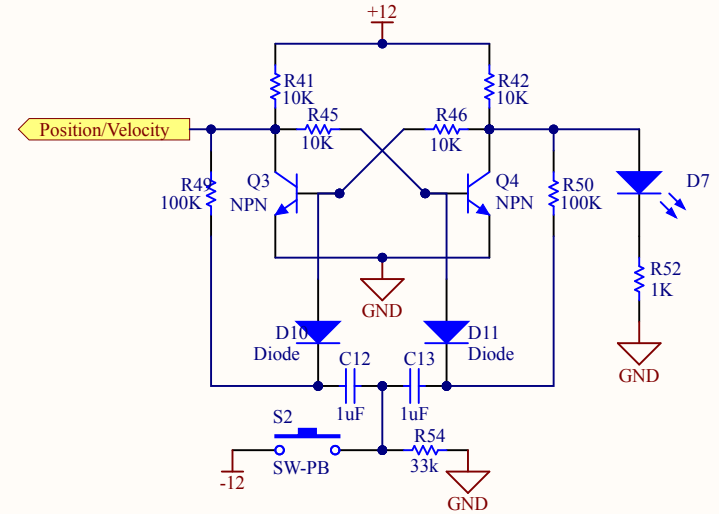 +12
R41
10K
R42
10K
R45
10K
R46
10K
Position/Velocity
R49
100K
Q3
NPN
Q4
NPN
R50
100K
D7
R52
1K
GND
GND
D10
Diode
D11
Diode
C12
1uF
C13
1uF
S2
SW-PB
-12
R54
33k
GND